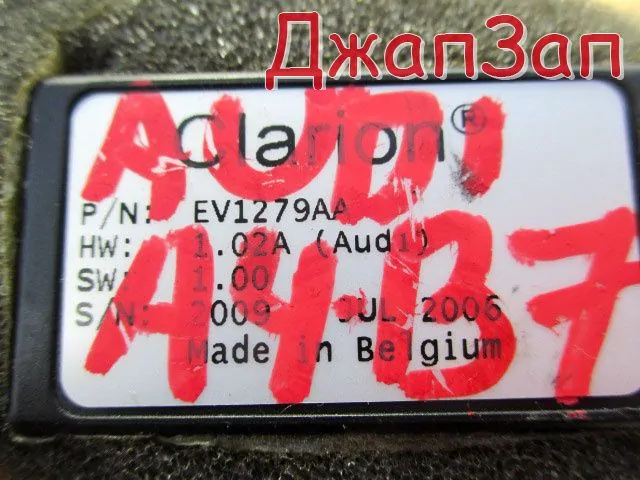 ДжапЗап
AUDI
Clarion®
P/N: EV1279AA
HW: 1.02A (Audi)
SW: 1.00
A4B7
S/N: 2009 JUL 2006
Made in Belgium